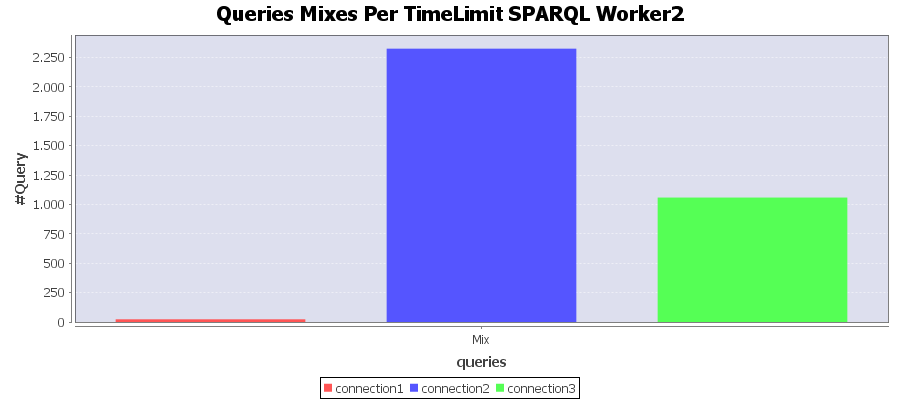 Queries Mixes Per TimeLimit SPARQL Worker2
2.250
2.000
1.750
1.500
1.250
1.000
750
500
250
0
#Query
Mix
queries
connection1 connection2 connection3